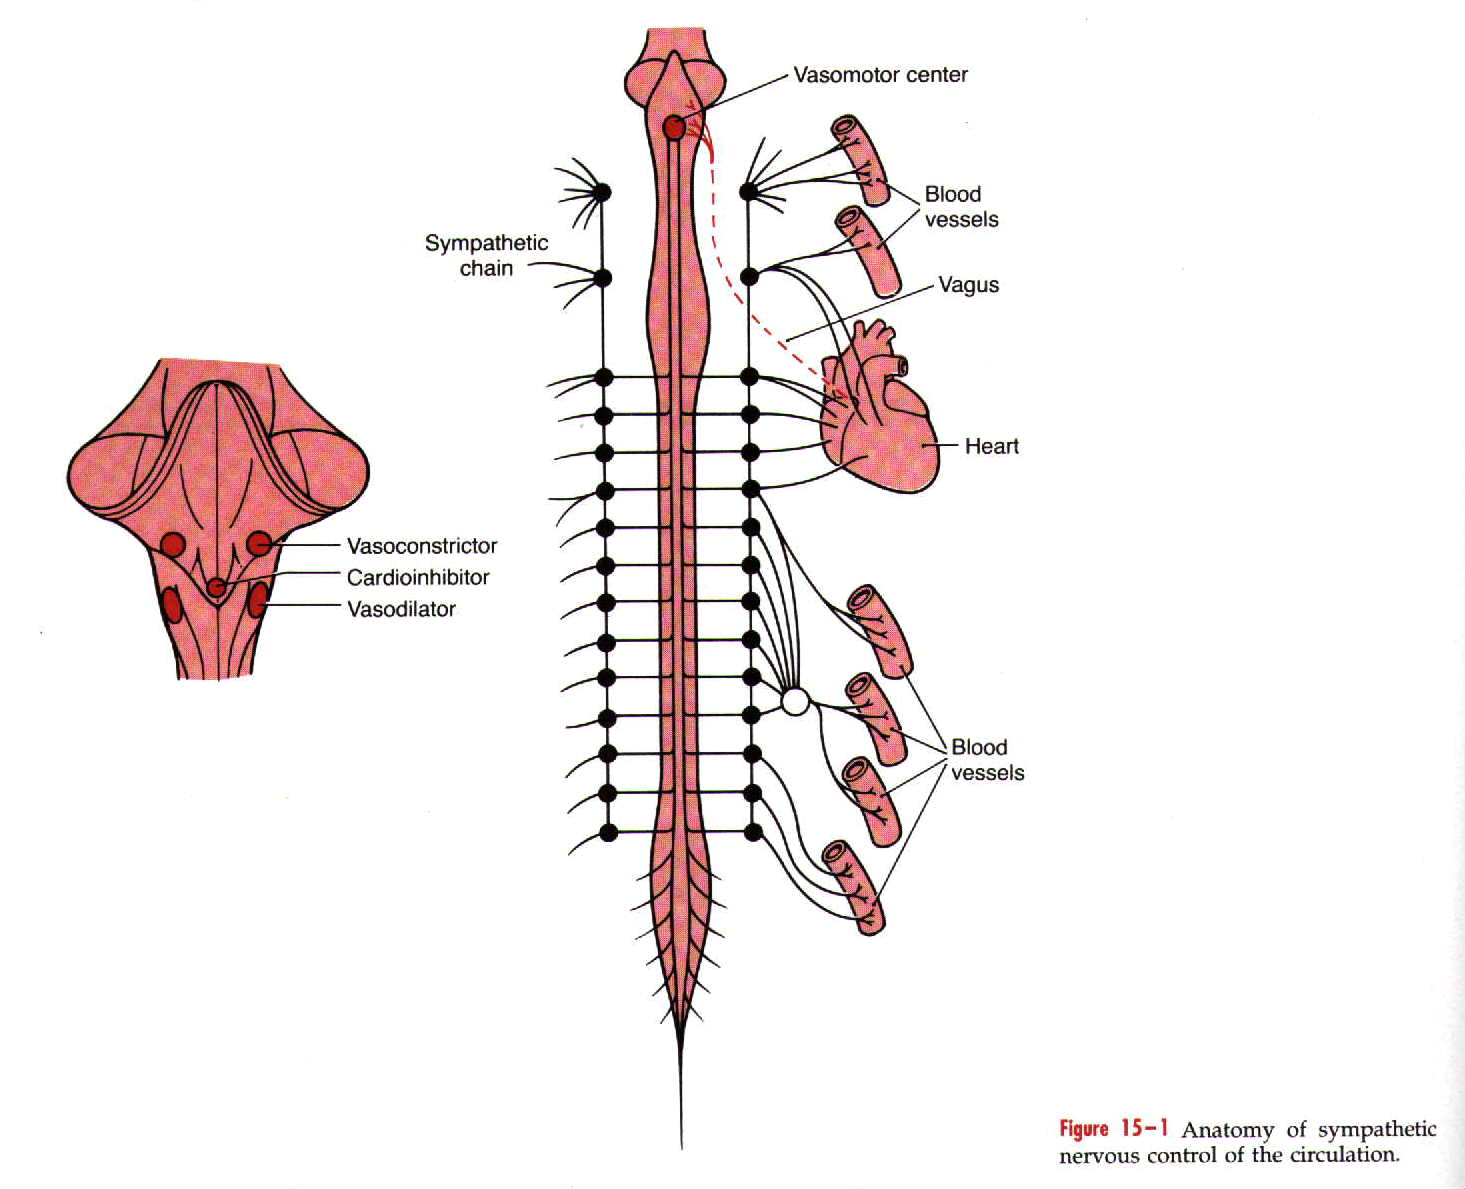 Vasomotor center
Blood
vessels
Sympathetic
chain
Vagus
Heart
Vasoconstrictor
Cardioinhibitor
Vasodilator
Blood
vessels
Figure 15–1 Anatomy of sympathetic
nervous control of the circulation.